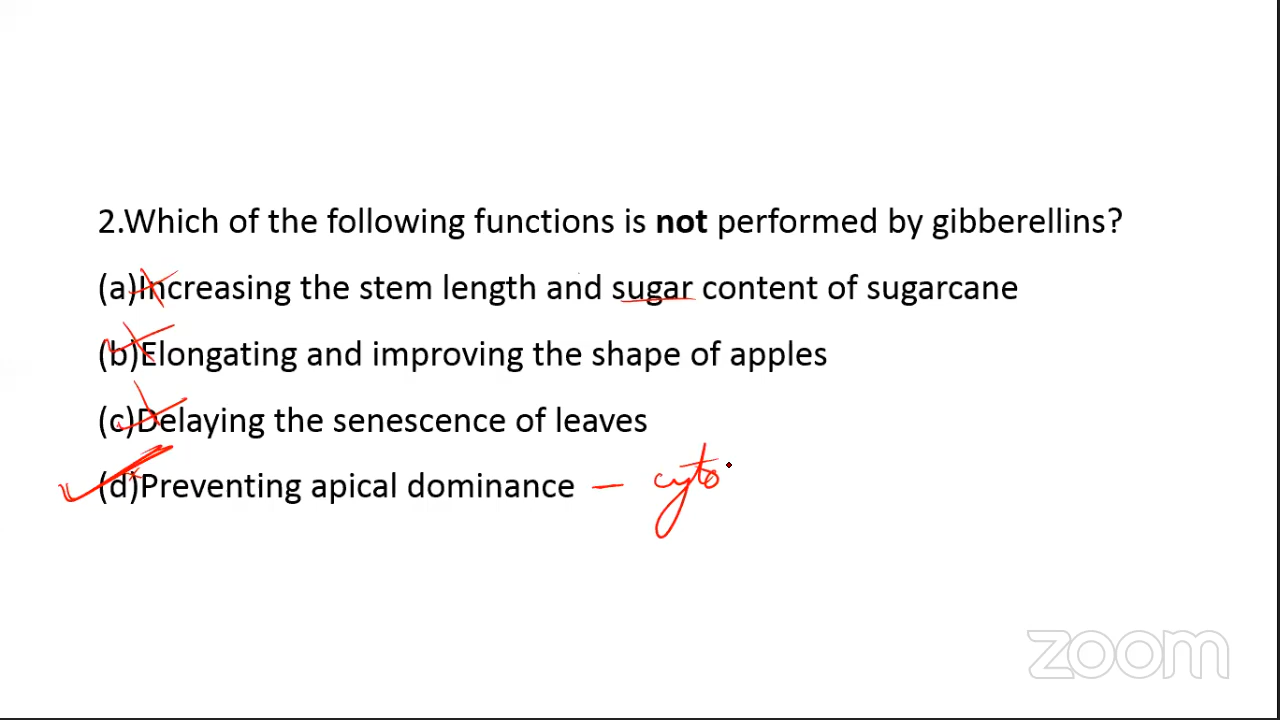 2.Which of the following functions is not performed by gibberellins?
(a)Increasing the stem length and sugar content of sugarcane
(b)Elongating and improving the shape of apples
(c)Delaying the senescence of leaves
(d)Preventing apical dominance – cyto
zoom